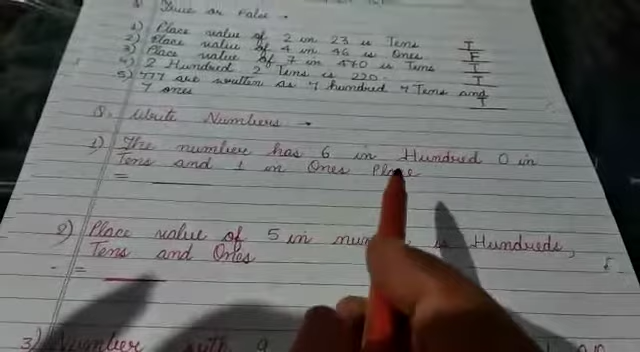 True or False.
1) Place value of 2 in 23 is Tens T
2) Place value of 4 in 46 is Ones F
3) Place value of 7 in 470 is Tens T
4) 2 Hundred 2 Tens is 220. T
5) 777 are written as 7 hundred 7 Tens and 7 ones T
Q. Write Numbers.
1) The number has 6 in Hundred 0 in
Tens and 1 in Ones Place
=
2) Place value of 5 in is Hundreds,
Tens and Ones
=
3) Number with 9